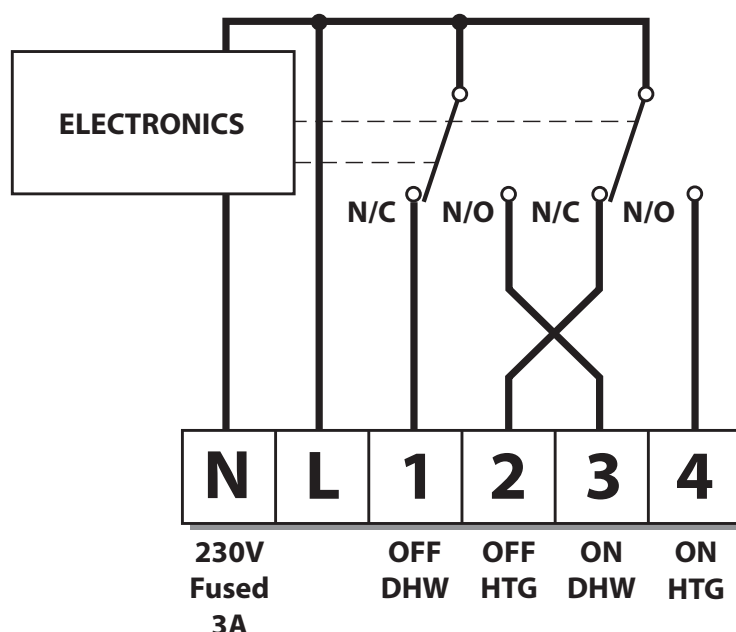 ELECTRONICS
N/C N/O N/C N/O
N L 1 2 3 4
230V OFF OFF ON ON
Fused DHW HTG DHW HTG
3A